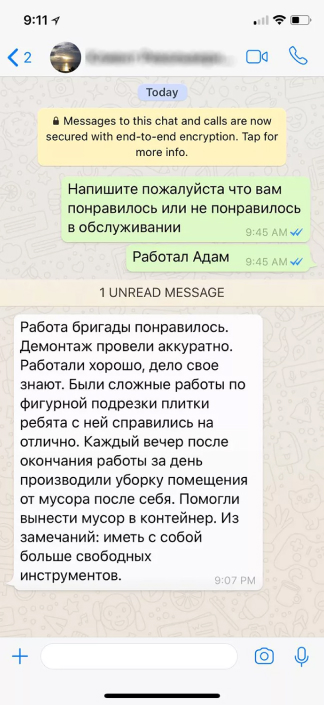 9:11
2
Today
Messages to this chat and calls are now
secured with end-to-end encryption. Tap for
more info.
Напишите пожалуйста что вам
понравилось или не понравилось
в обслуживании
9:45 AM
Работал Адам
9:45 AM
1 UNREAD MESSAGE
Работа бригады понравилось.
Демонтаж провели аккуратно.
Работали хорошо, дело свое
знают. Были сложные работы по
фигурной подрезки плитки
ребята с ней справились на
отлично. Каждый вечер после
окончания работы за день
производили уборку помещения
от мусора после себя. Помогли
вынести мусор в контейнер. Из
замечаний: иметь с собой
больше свободных
инструментов.
9:07 PM